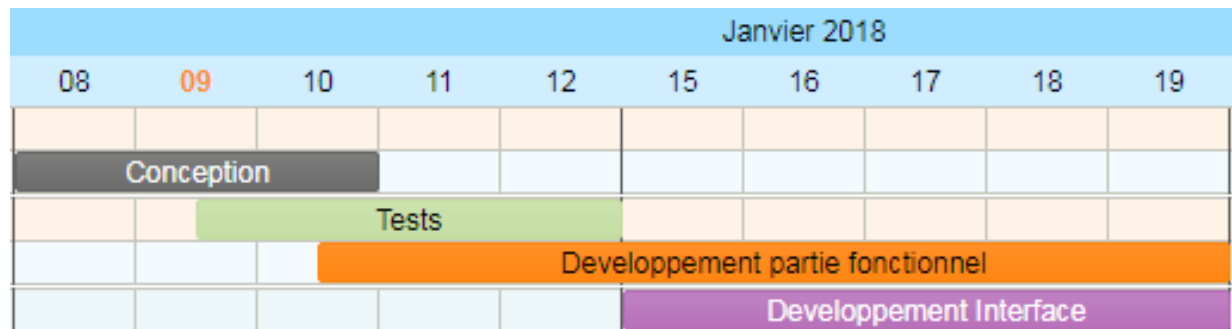 Janvier 2018
08 09 10 11 12 15 16 17 18 19
Conception
Tests
Developpement partie fonctionnel
Developpement Interface